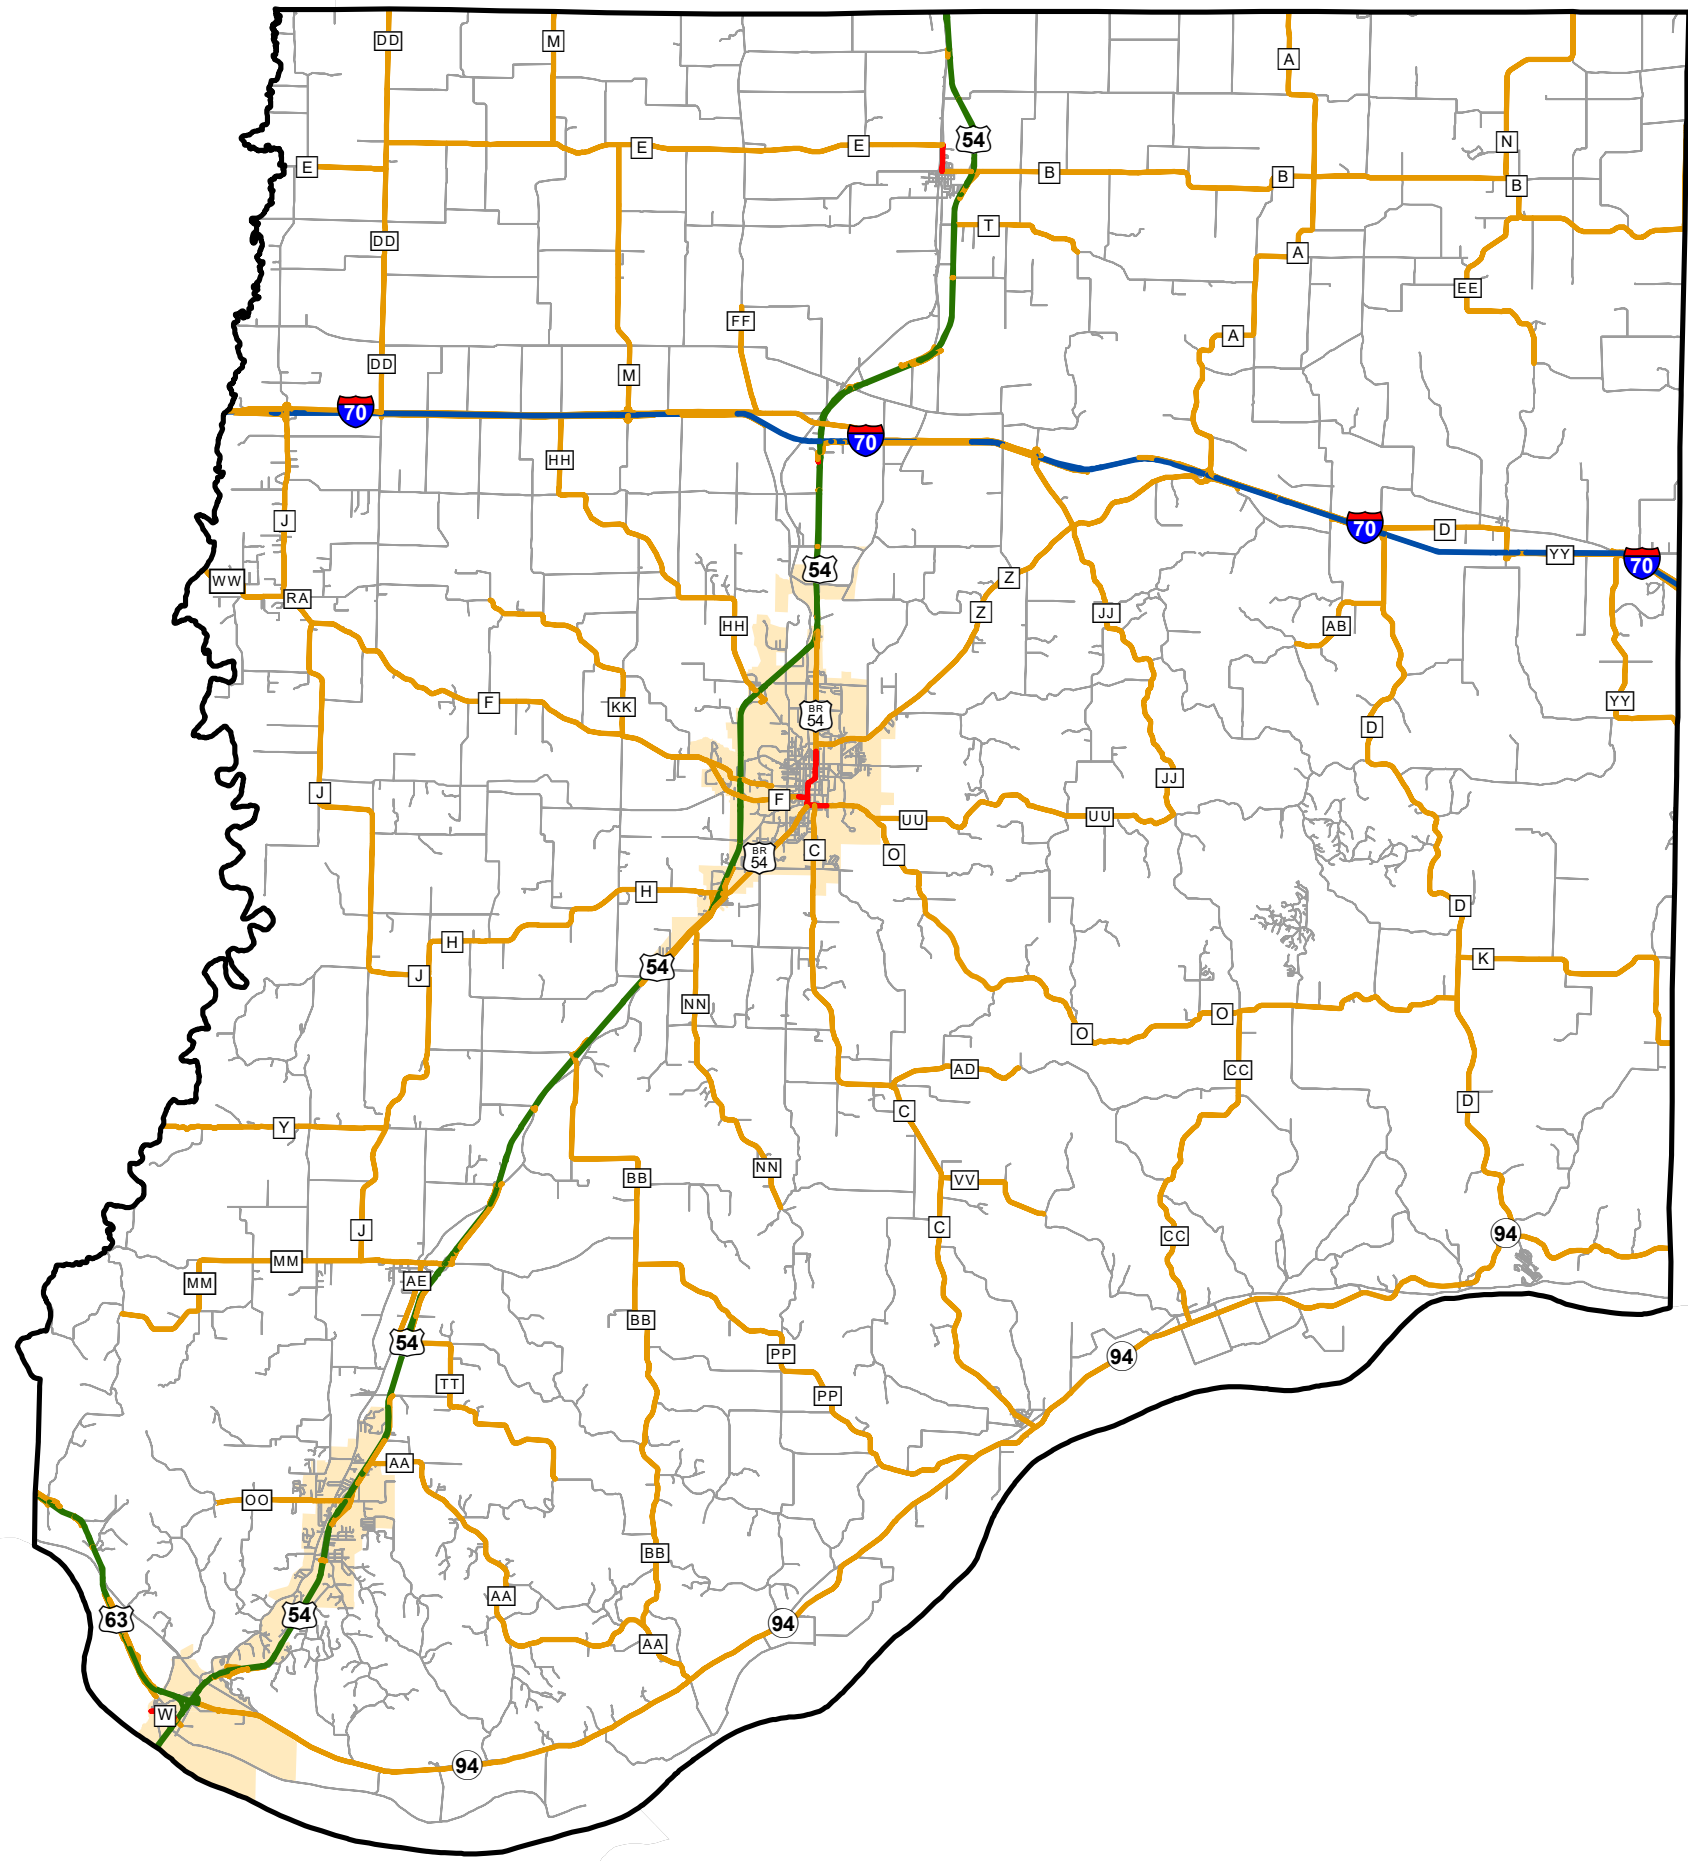 DD
M
A
54
E
E
E
N
B
B
B
T
DD
A
EE
FF
A
DD
M
70
70
HH
J
70
D
YY
70
54
WW
Z
RA
Z
JJ
HH
AB
F
KK
BR
54
YY
D
J
F
JJ
UU
UU
BR
54
C
O
H
D
H
K
54
J
NN
O
O
AD
CC
C
D
Y
NN
BB
VV
J
C
CC
94
MM
MM
AE
BB
54
PP
94
TT
PP
AA
OO
BB
AA
54
63
94
AA
W
94